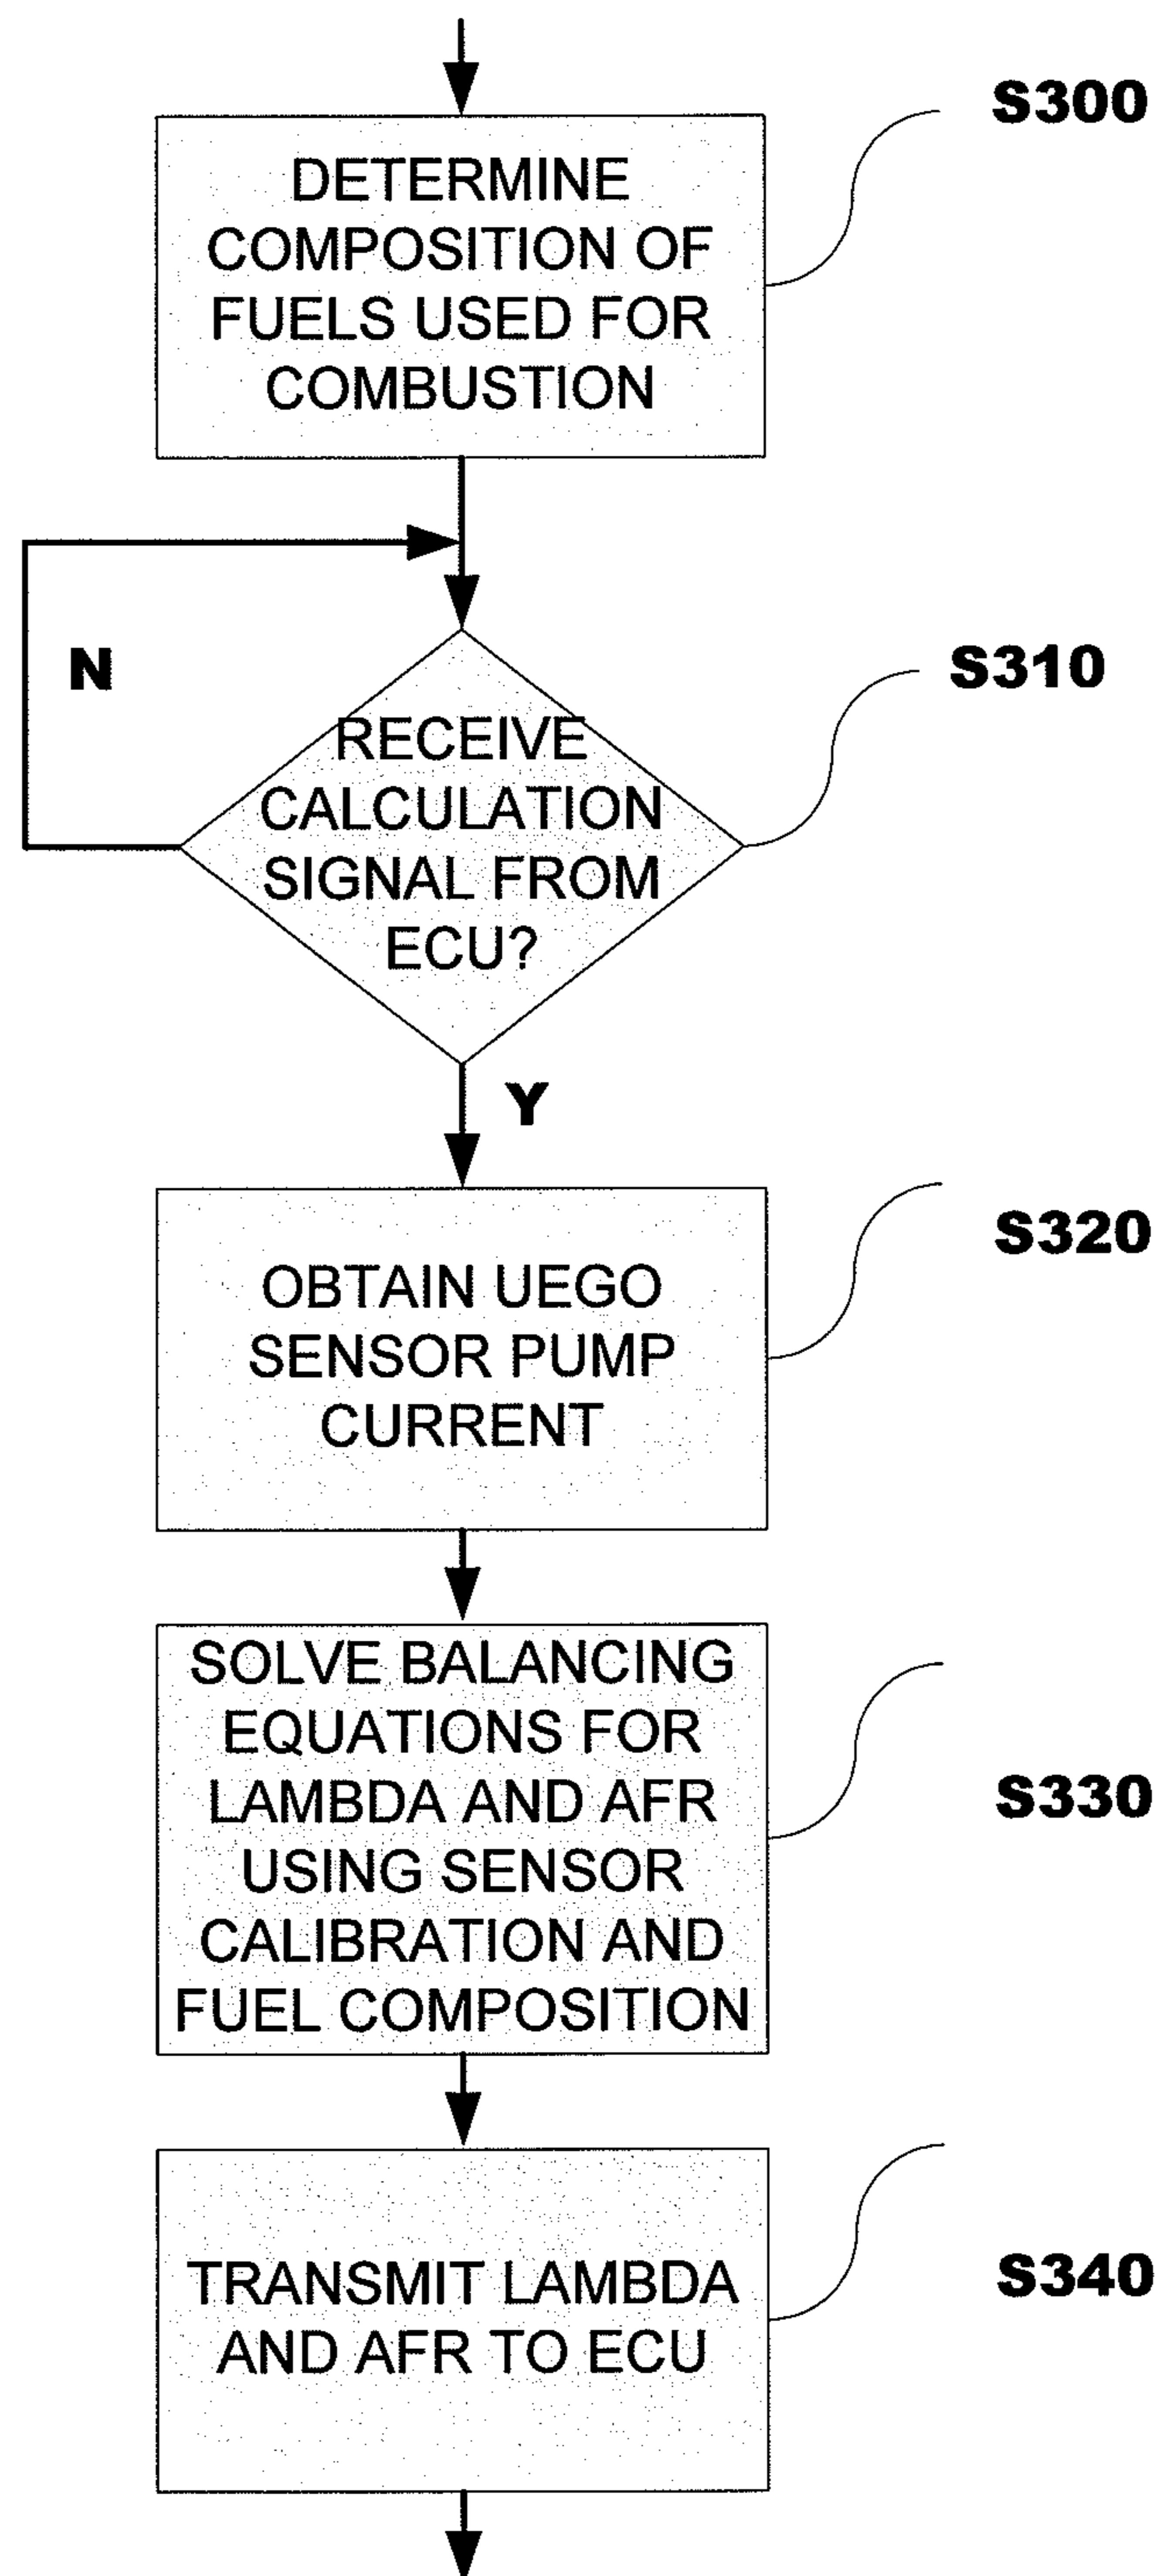 S300
DETERMINE
COMPOSITION OF
FUELS USED FOR
COMBUSTION
N
S310
RECEIVE
CALCULATION
SIGNAL FROM
ECU?
Y
S320
OBTAIN UEGO
SENSOR PUMP
CURRENT
SOLVE BALANCING
EQUATIONS FOR
LAMBDA AND AFR
USING SENSOR
CALIBRATION AND
FUEL COMPOSITION
S330
TRANSMIT LAMBDA
AND AFR TO ECU
S340